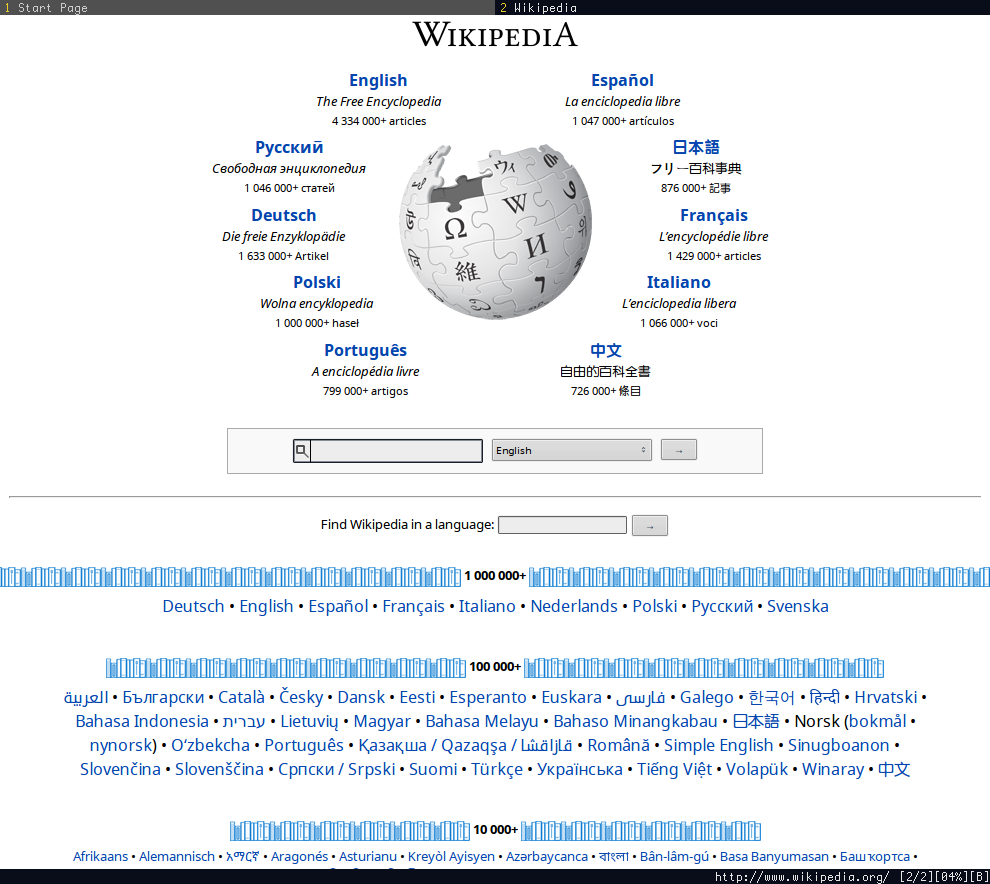 1 Start Page
2 Wikipedia
WIKIPEDIA
English
The Free Encyclopedia
4 334 000+ articles
Español
La enciclopedia libre
1 047 000+ artículos
Русский
Свободная энциклопедия
1 046 000+ статей
日本語
フリー百科事典
876 000+ 記事
Deutsch
Die freie Enzyklopädie
1 633 000+ Artikel
Français
L'encyclopédie libre
1 429 000+ articles
Polski
Wolna encyklopedia
1 000 000+ haseł
Italiano
L'enciclopedia libera
1 066 000+ voci
Português
A enciclopédia livre
799 000+ artigos
中文
自由的百科全書
726 000+ 條目
ウィ
W
Ω
И
維
English →
Find Wikipedia in a language: →
1 000 000+
Deutsch • English • Español • Français • Italiano • Nederlands • Polski • Русский • Svenska
100 000+
العربية • Български • Català • Česky • Dansk • Eesti • Esperanto • Euskara • فارسی • Galego • 한국어 • हिन्दी • Hrvatski •
Bahasa Indonesia • עברית • Lietuvių • Magyar • Bahasa Melayu • Bahaso Minangkabau • 日本語 • Norsk (bokmål •
nynorsk) • O‘zbekcha • Português • Қазақша / Qazaqşa / قازاقشا • Română • Simple English • Sinugboanon •
Slovenčina • Slovenščina • Српски / Srpski • Suomi • Türkçe • Українська • Tiếng Việt • Volapük • Winaray • 中文
10 000+
Afrikaans • Alemannisch • አማርኛ • Aragonés • Asturianu • Kreyòl Ayisyen • Azərbaycanca • বাংলা • Bân-lâm-gú • Basa Banyumasan • Башҡортса •
http://www.wikipedia.org/ [2/2][04%][B]